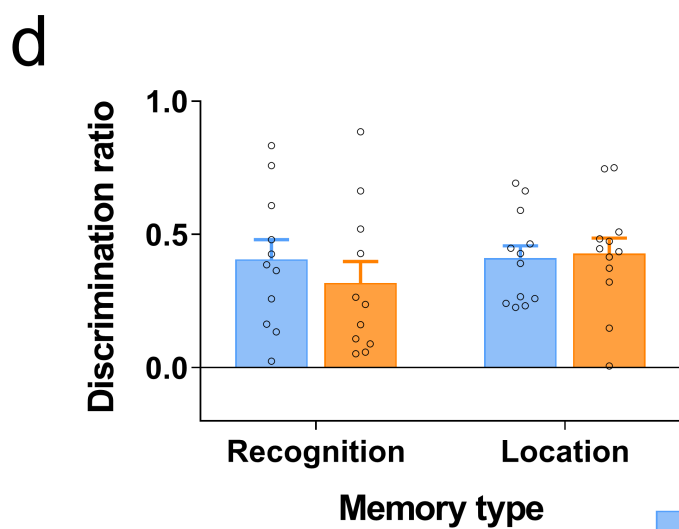 d
Discrimination ratio
1.0
0.5
0.0
Recognition
Location
Memory type